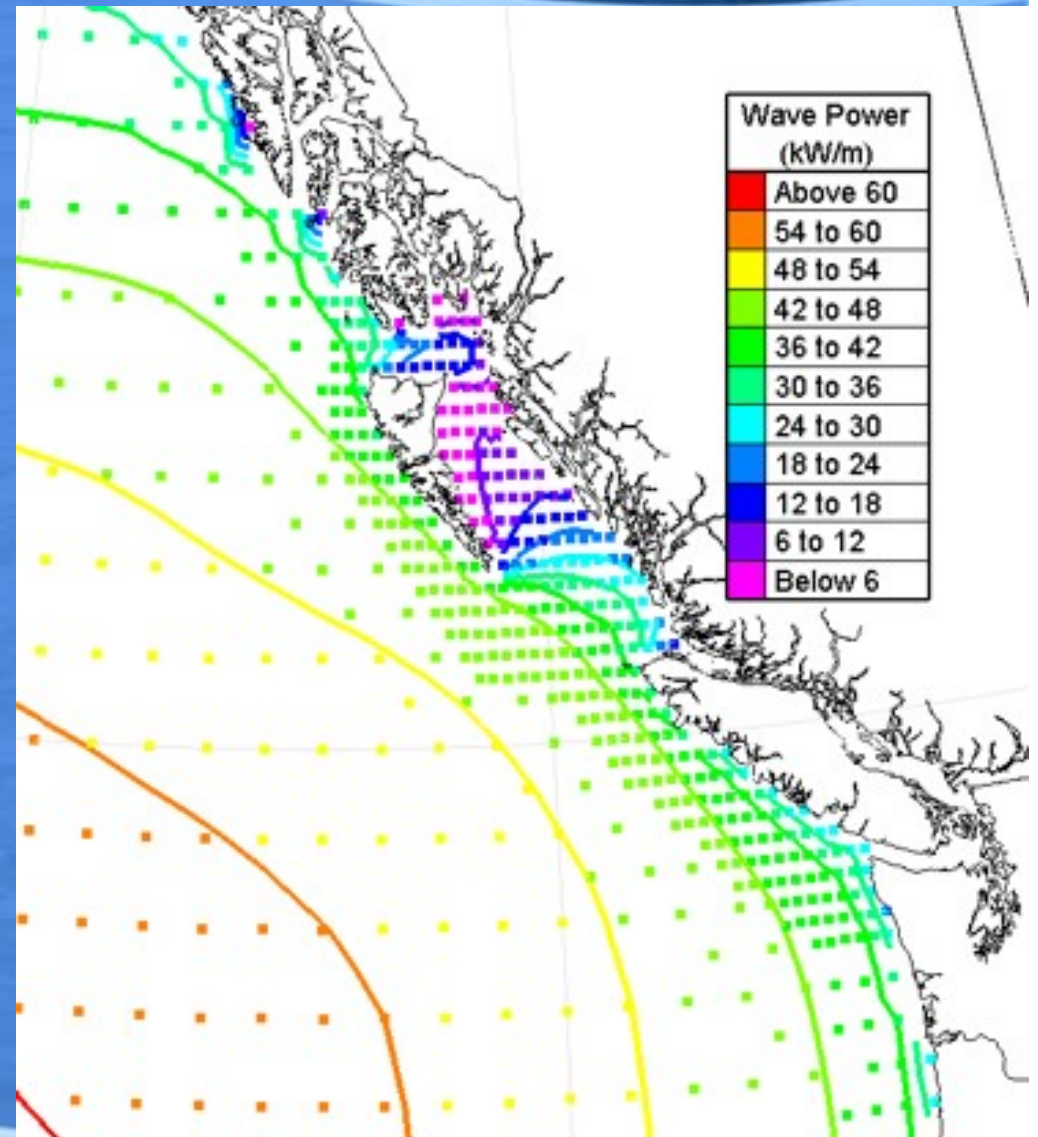 Wave Power
(kW/m)
Above 60
54 to 60
48 to 54
42 to 48
36 to 42
30 to 36
24 to 30
18 to 24
12 to 18
6 to 12
Below 6